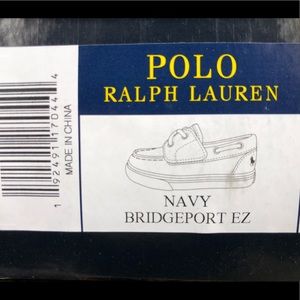 POLO
RALPH LAUREN
NAVY
BRIDGEPORT EZ
MADE IN CHINA
1 92491 17044 4